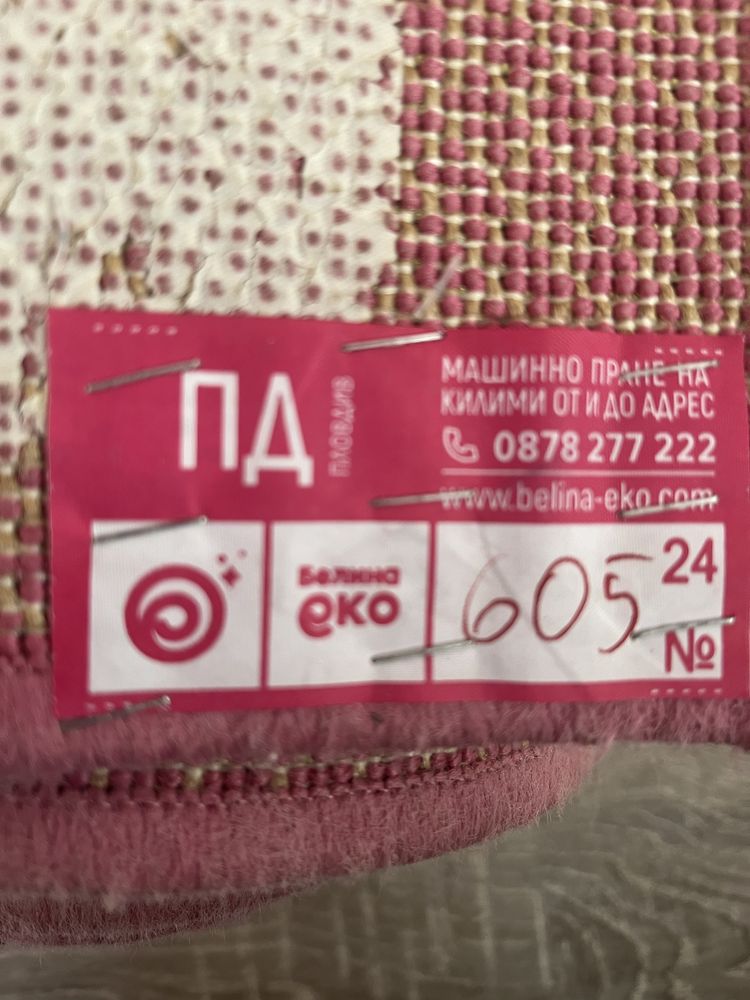 ПД
ПЛОВДИВ
МАШИННО ПРАНЕ НА
КИЛИМИ ОТ И ДО АДРЕС
0878 277 222
www.belina-eko.com
Белина
еко
605
24
№